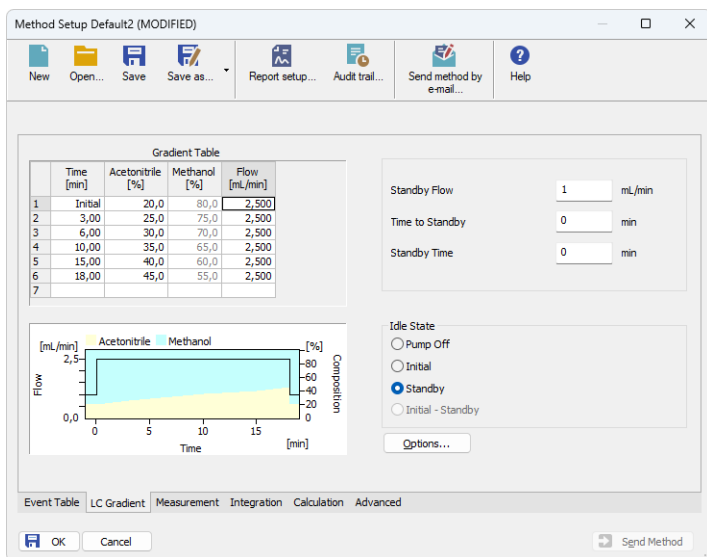 Method Setup Default2 (MODIFIED)
New Open... Save Save as... Report setup... Audit trail... Send method by e-mail... Help
Gradient Table
Time [min] Acetonitrile [%] Methanol [%] Flow [mL/min]
1 Initial 20,0 80,0 2,500
2 3,00 25,0 75,0 2,500
3 6,00 30,0 70,0 2,500
4 10,00 35,0 65,0 2,500
5 15,00 40,0 60,0 2,500
6 18,00 45,0 55,0 2,500
7
Standby Flow 1 mL/min
Time to Standby 0 min
Standby Time 0 min
[mL/min] Acetonitrile Methanol [%]
2,5
0,0
Flow
80
60
40
20
0
Composition
0 5 10 15
Time [min]
Idle State
Pump Off
Initial
Standby
Initial - Standby
Options...
Event Table LC Gradient Measurement Integration Calculation Advanced
OK Cancel Send Method